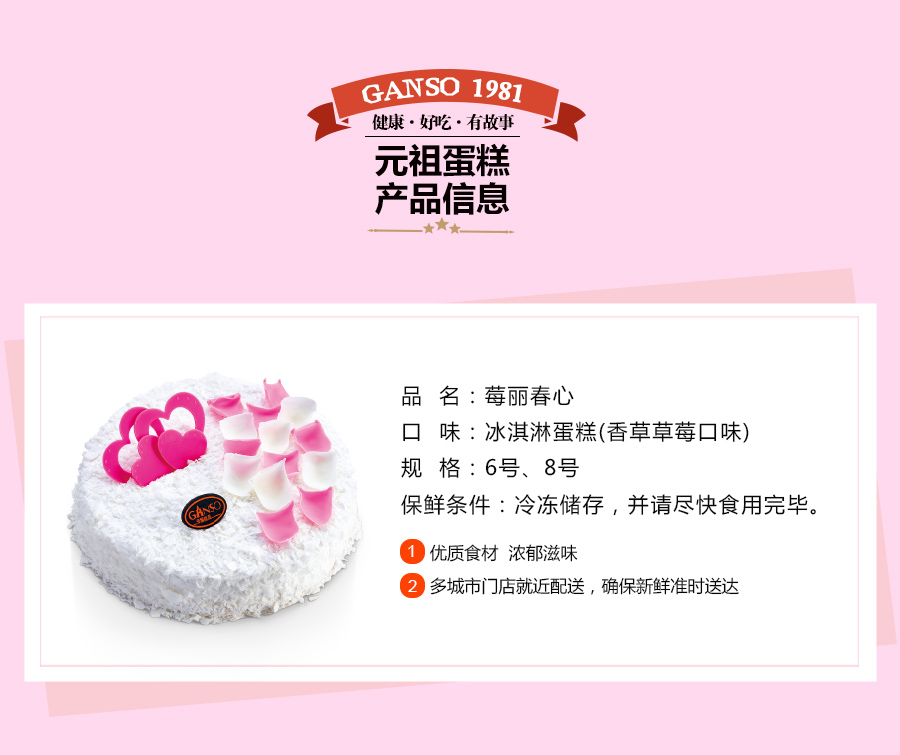 GANSO 1981
健康·好吃·有故事
元祖蛋糕
产品信息
品 名：莓丽春心
口 味：冰淇淋蛋糕(香草草莓口味)
规 格：6号、8号
保鲜条件：冷冻储存，并请尽快食用完毕。
1 优质食材 浓郁滋味
2 多城市门店就近配送，确保新鲜准时送达
GANSO